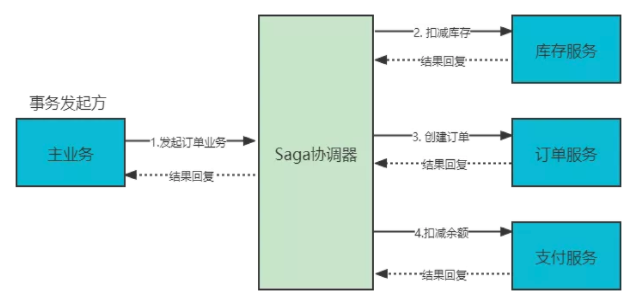 事务发起方
主业务
1.发起订单业务
结果回复
Saga协调器
2. 扣减库存
结果回复
库存服务
3. 创建订单
结果回复
订单服务
4.扣减余额
结果回复
支付服务